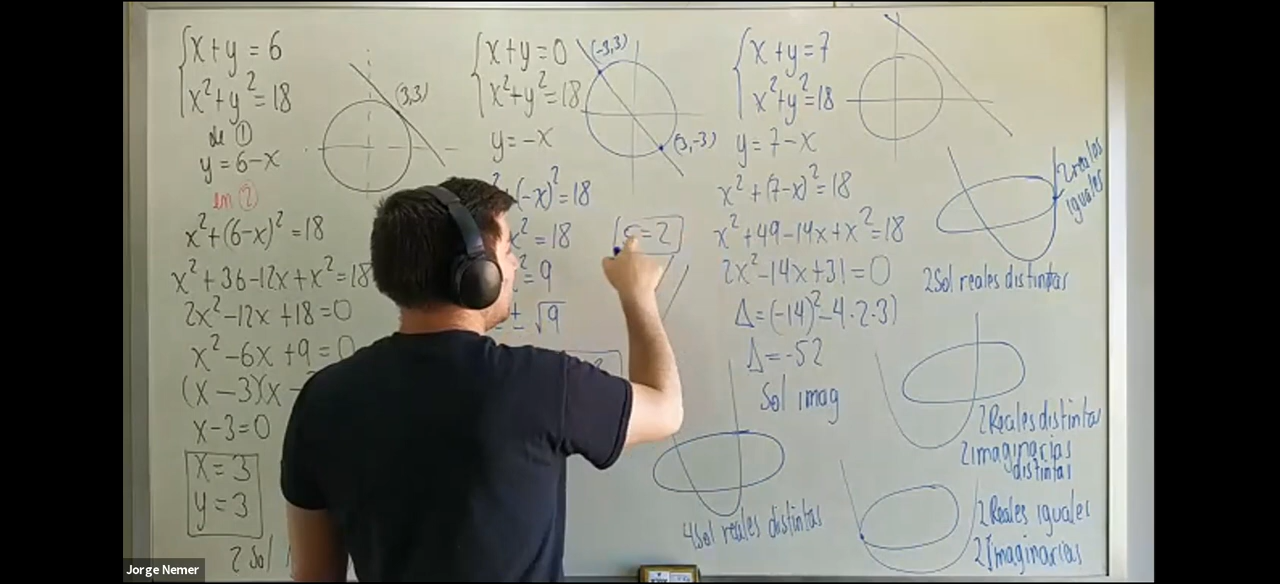 x+y=6
x²+y²=18
de ①
y=6-x
en ②
x²+(6-x)²=18
x²+36-12x+x²=18
2x²-12x+18=0
x²-6x+9=0
(x-3)(x-
x-3=0
x=3
y=3
2 Sol
(3,3)
x+y=0
x²+y²=18
y=-x
+(-x)²=18
x²=18
²=9
± √9
(-3,3)
(3,-3)
=2
4 Sol reales distintas
x+y=7
x²+y²=18
y=7-x
x²+(7-x)²=18
x²+49-14x+x²=18
2x²-14x+31=0
Δ=(-14)²-4·2·31
Δ=-52
Sol imag
2 reales
iguales
2 Sol reales distintas
2 Reales distintas
2 imaginarias
distintas
2 Reales iguales
2 Imaginarias
Jorge Nemer